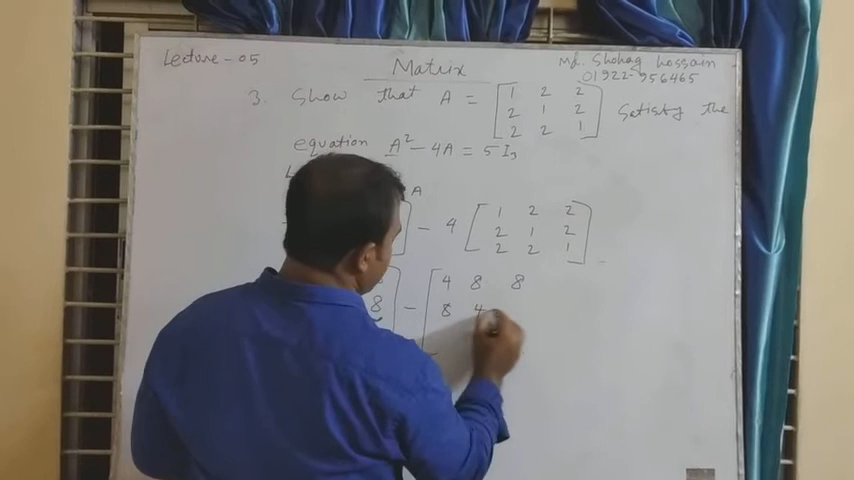 Lecture - 05 Matrix Md. Shohag Hossain
01922-956465
3. Show that A = [1 2 2
2 1 2
2 2 1] Satisfy the
equation A² - 4A = 5I₃
A
] - 4 [1 2 2
2 1 2
2 2 1]
] - [4 8 8
8 ] 8 4